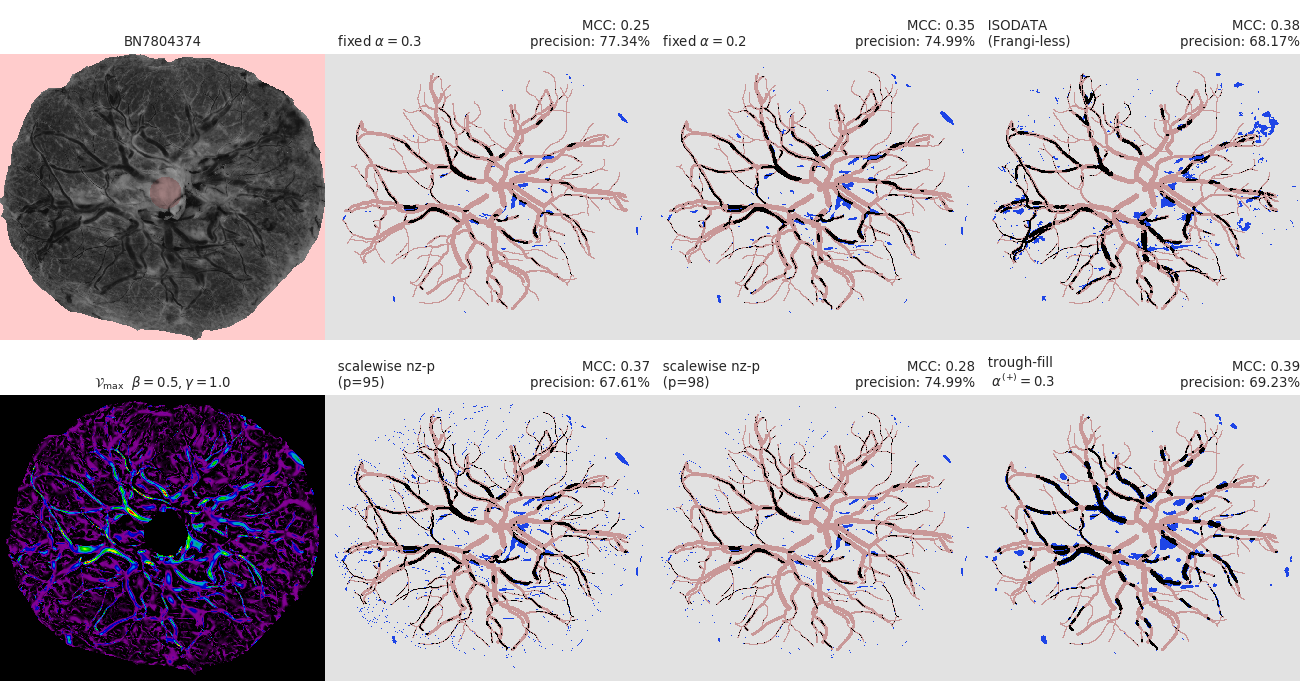 BN7804374
fixed α = 0.3
MCC: 0.25
precision: 77.34%
fixed α = 0.2
MCC: 0.35
precision: 74.99%
ISODATA
(Frangi-less)
MCC: 0.38
precision: 68.17%
𝒱max β = 0.5, γ = 1.0
scalewise nz-p
(p=95)
MCC: 0.37
precision: 67.61%
scalewise nz-p
(p=98)
MCC: 0.28
precision: 74.99%
trough-fill
α(+) = 0.3
MCC: 0.39
precision: 69.23%